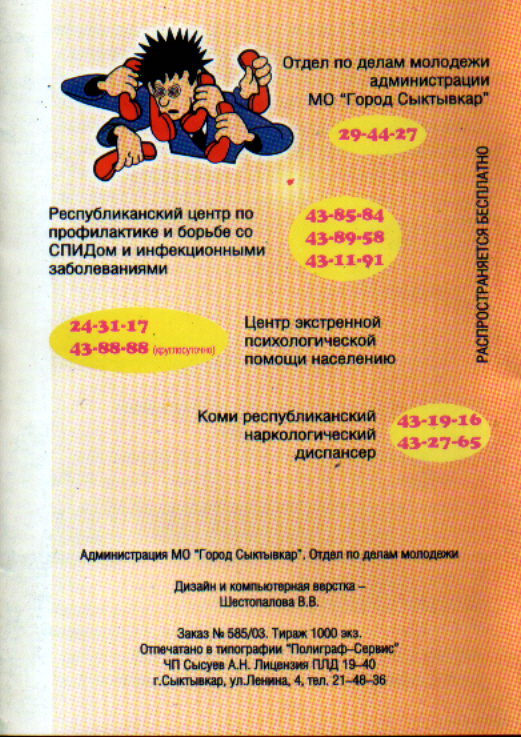 Отдел по делам молодежи
администрации
МО "Город Сыктывкар"
29-44-27
РАСПРОСТРАНЯЕТСЯ БЕСПЛАТНО
Республиканский центр по
профилактике и борьбе со
СПИДом и инфекционными
заболеваниями
43-85-84
43-89-58
43-11-91
24-31-17
43-88-88 (круглосуточно)
Центр экстренной
психологической
помощи населению
Коми республиканский
наркологический
диспансер
43-19-16
43-27-65
Администрация МО "Город Сыктывкар". Отдел по делам молодежи
Дизайн и компьютерная верстка –
Шестопалова В.В.
Заказ № 585/03. Тираж 1000 экз.
Отпечатано в типографии "Полиграф–Сервис"
ЧП Сысуев А.Н. Лицензия ПЛД 19–40
г.Сыктывкар, ул.Ленина, 4, тел. 21–48–36